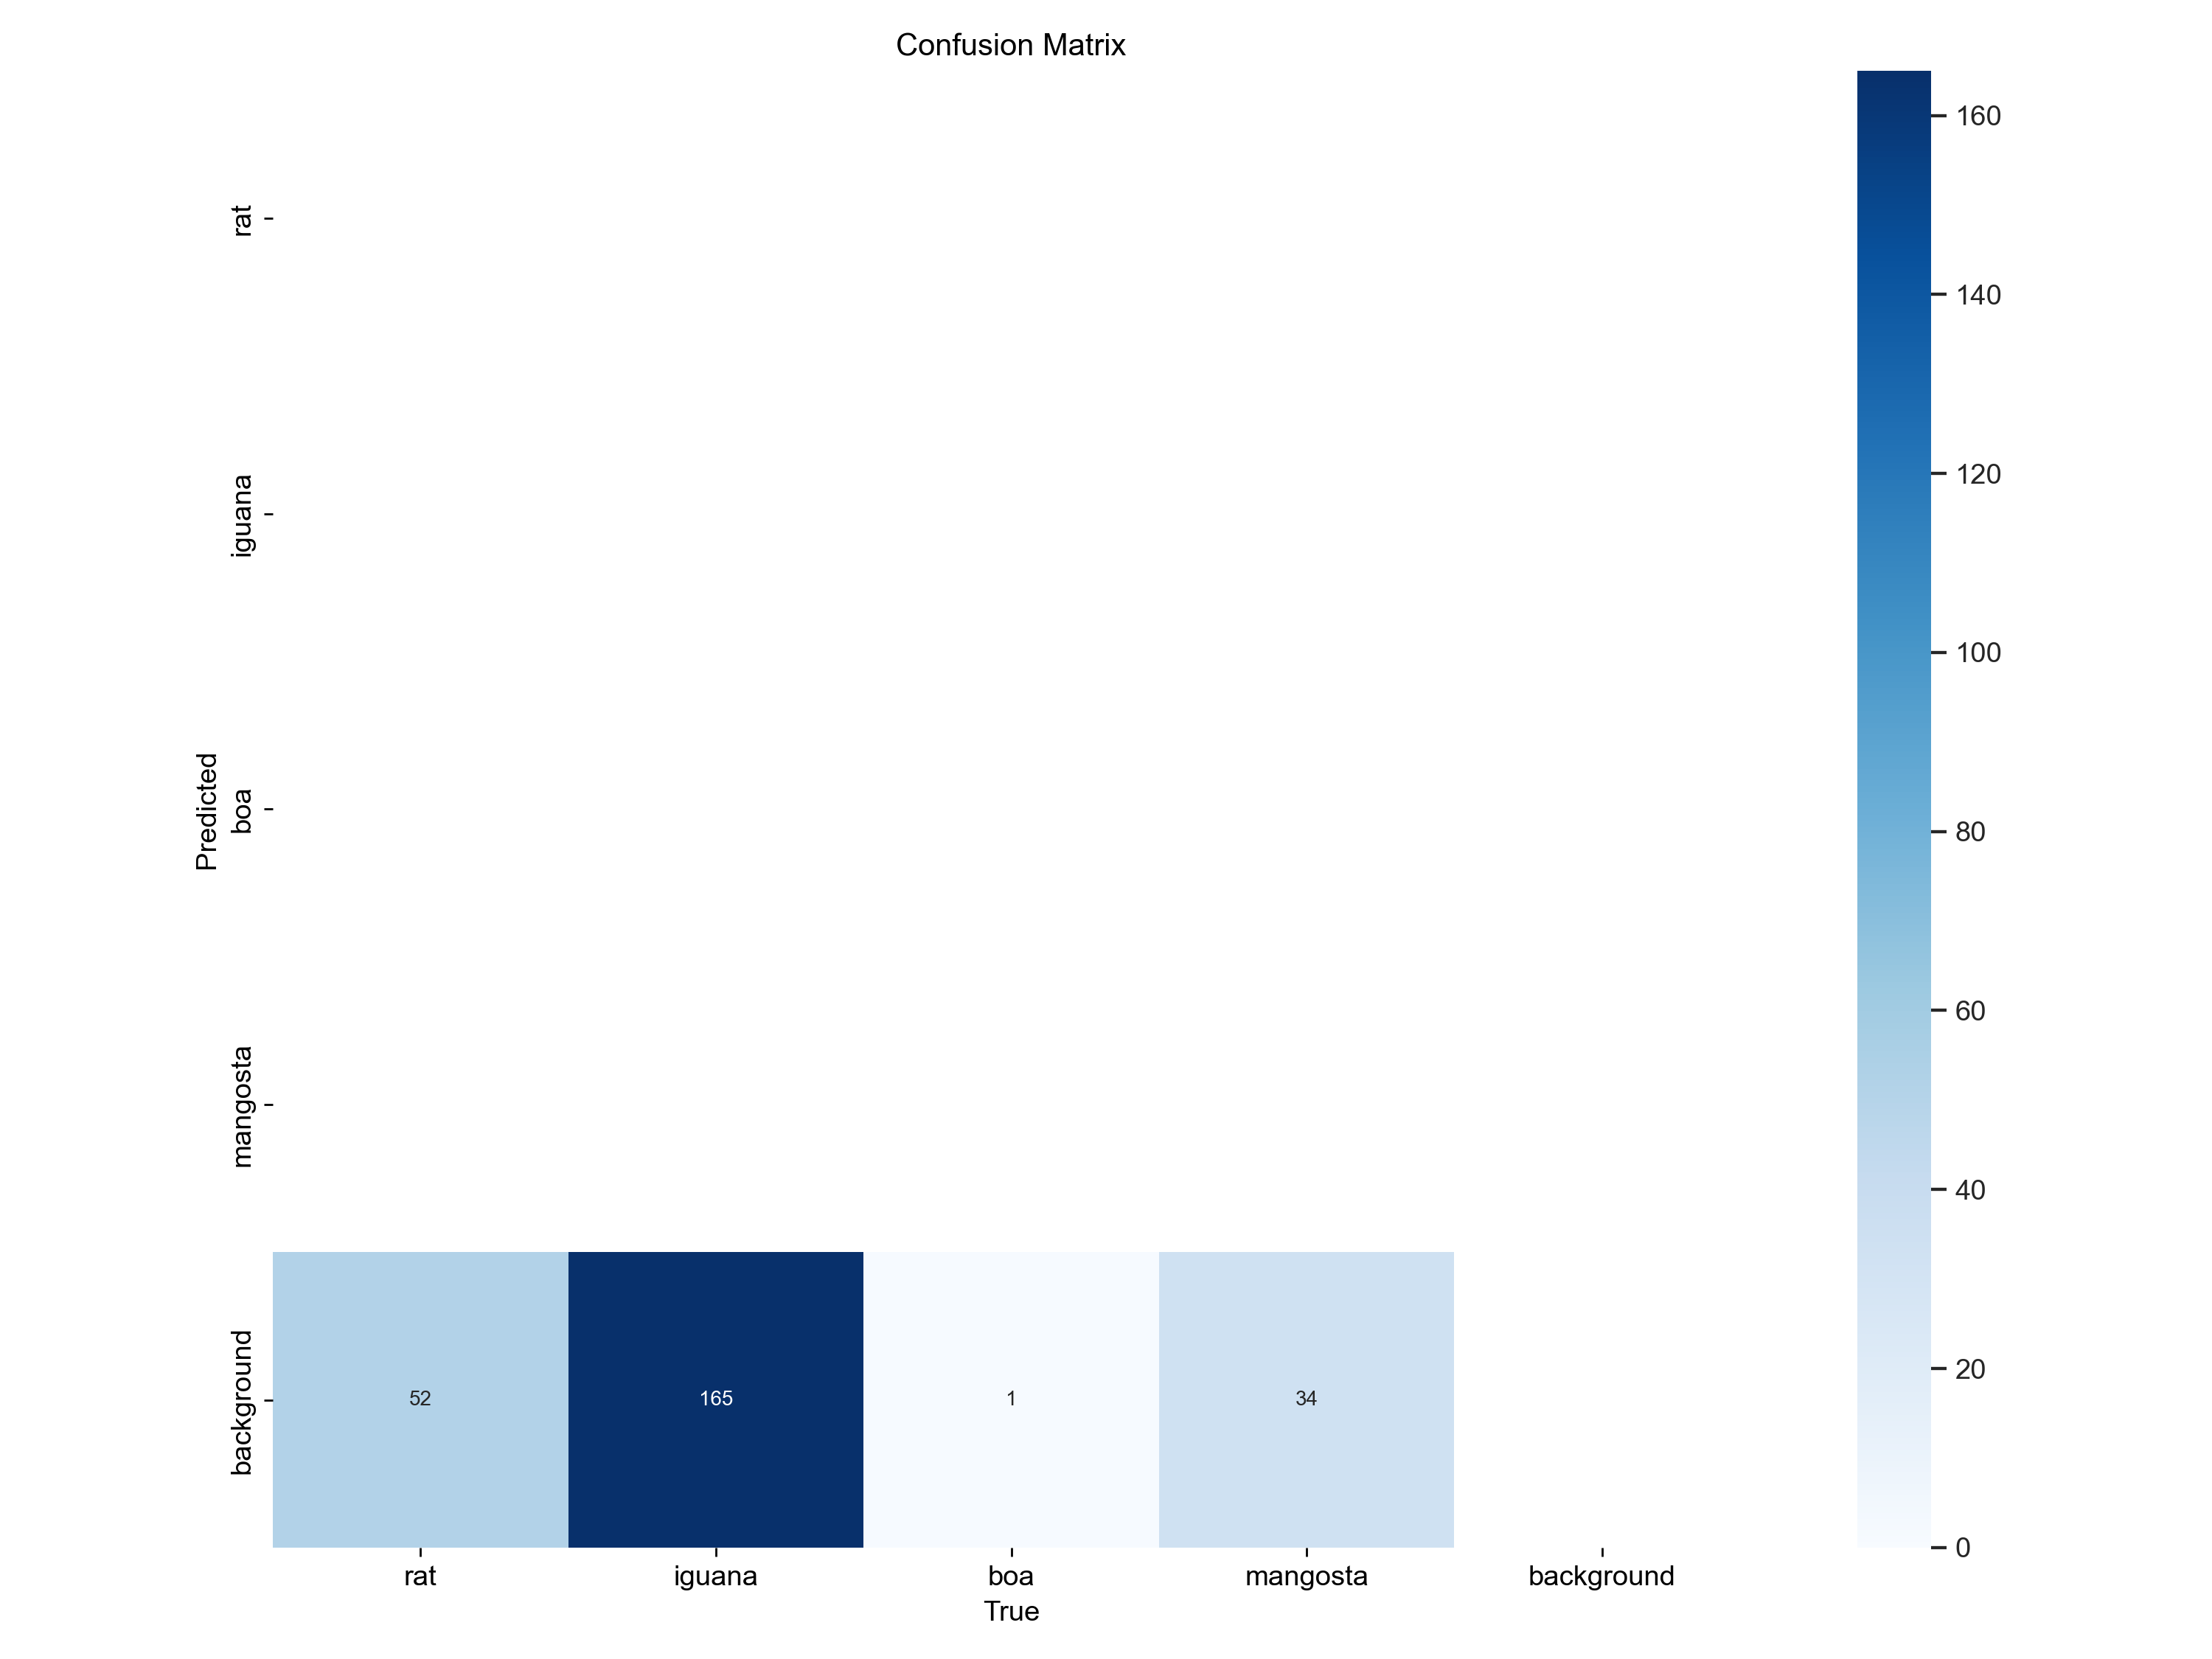 Confusion Matrix
Predicted
rat
iguana
boa
mangosta
background
52 165 1 34
rat iguana boa mangosta background
True
160
140
120
100
80
60
40
20
0